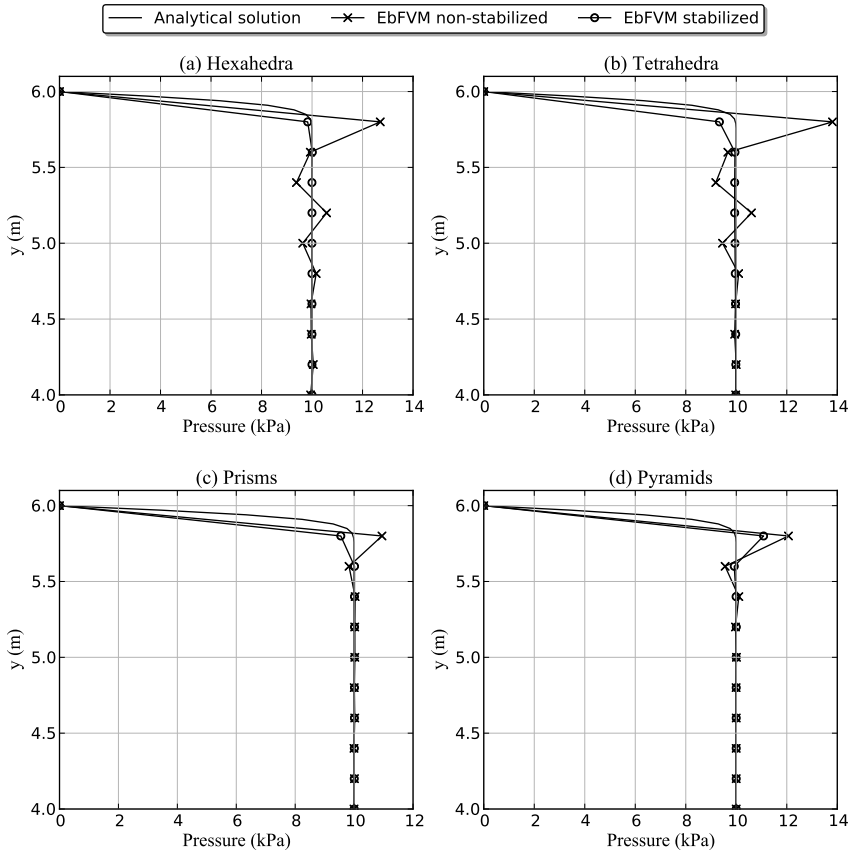 Analytical solution EbFVM non-stabilized EbFVM stabilized
(a) Hexahedra
6.0
5.5
5.0
4.5
4.0
y (m)
0 2 4 6 8 10 12 14
Pressure (kPa)
(b) Tetrahedra
6.0
5.5
5.0
4.5
4.0
y (m)
0 2 4 6 8 10 12 14
Pressure (kPa)
(c) Prisms
6.0
5.5
5.0
4.5
4.0
y (m)
0 2 4 6 8 10 12
Pressure (kPa)
(d) Pyramids
6.0
5.5
5.0
4.5
4.0
y (m)
0 2 4 6 8 10 12 14
Pressure (kPa)